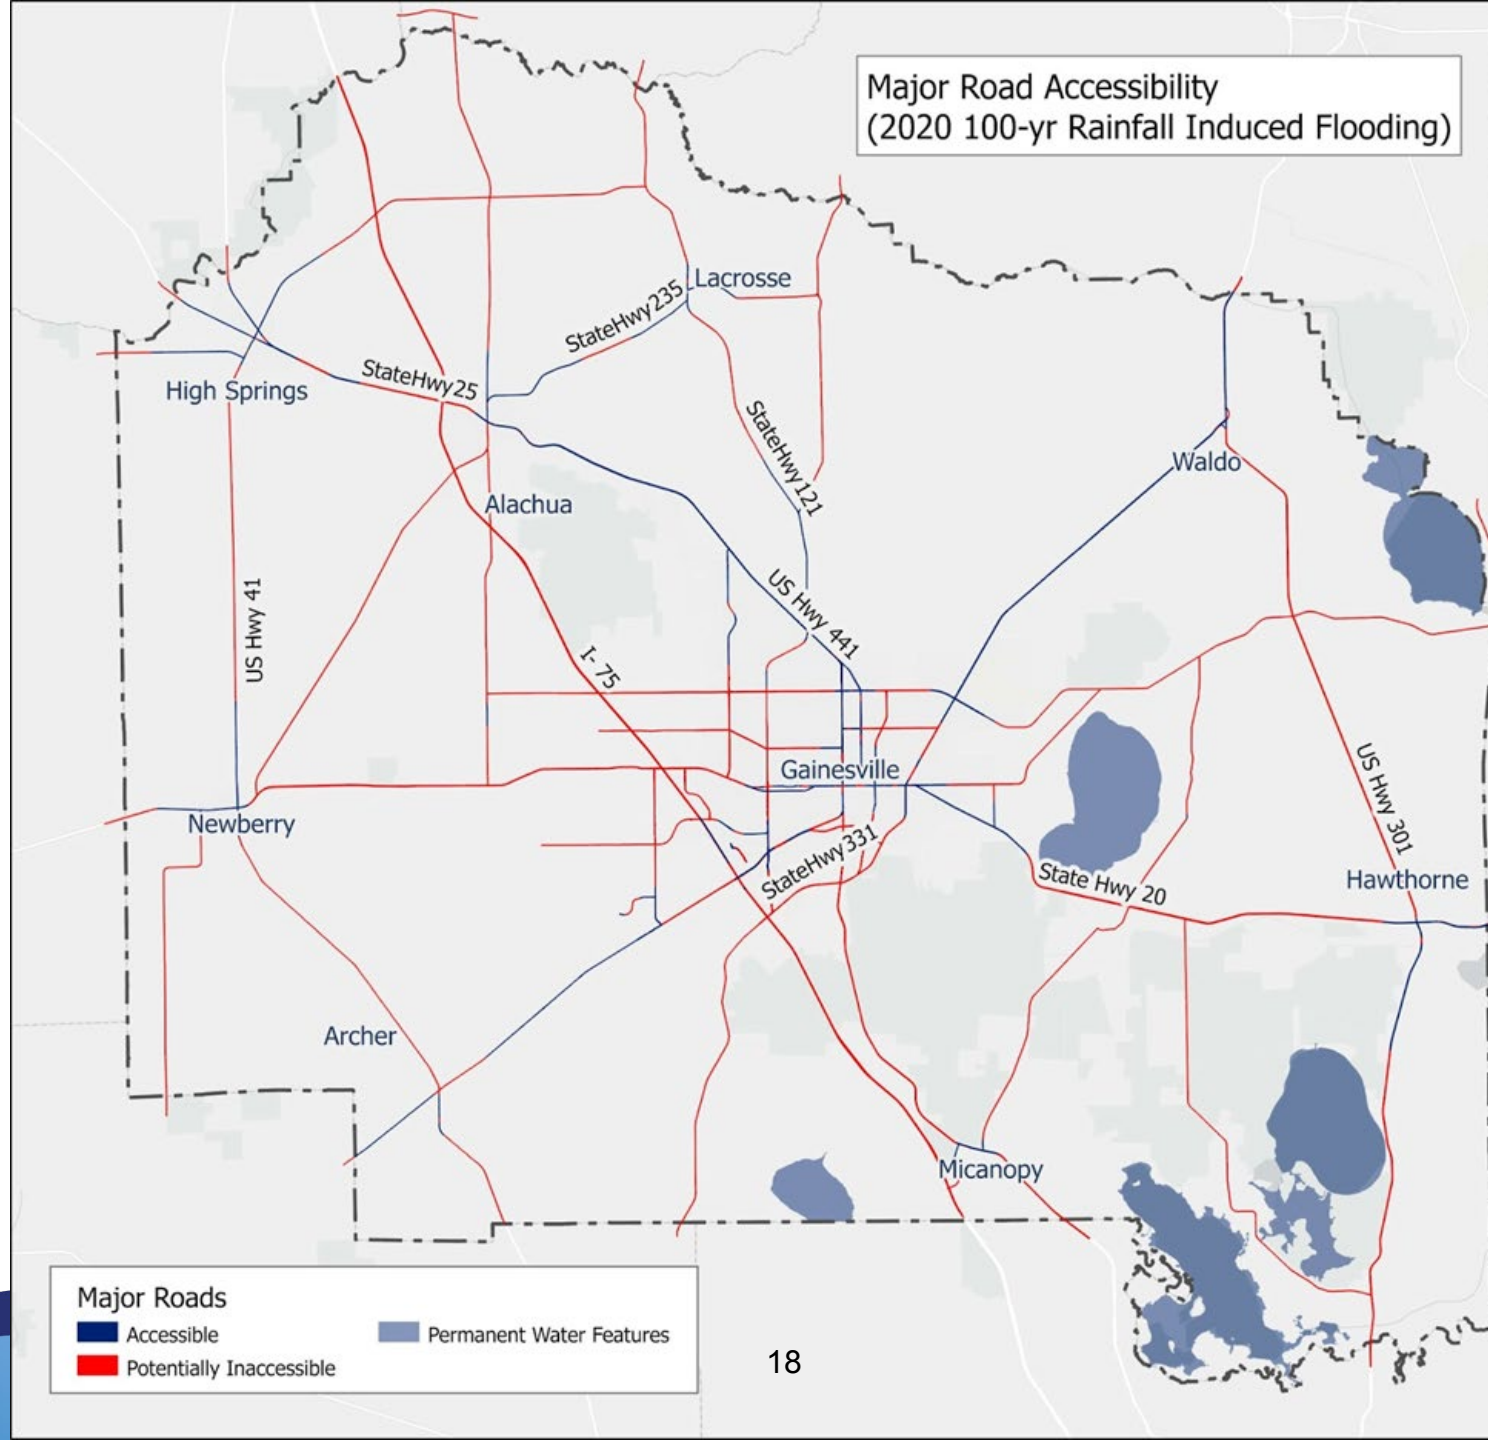 Major Road Accessibility
(2020 100-yr Rainfall Induced Flooding)
Lacrosse
StateHwy235
StateHwy25
High Springs
StateHwy121
Waldo
Alachua
US Hwy 41
US Hwy 441
I- 75
Gainesville
US Hwy 301
Newberry
StateHwy331
State Hwy 20
Hawthorne
Archer
Micanopy
Major Roads
Accessible
Permanent Water Features
Potentially Inaccessible
18